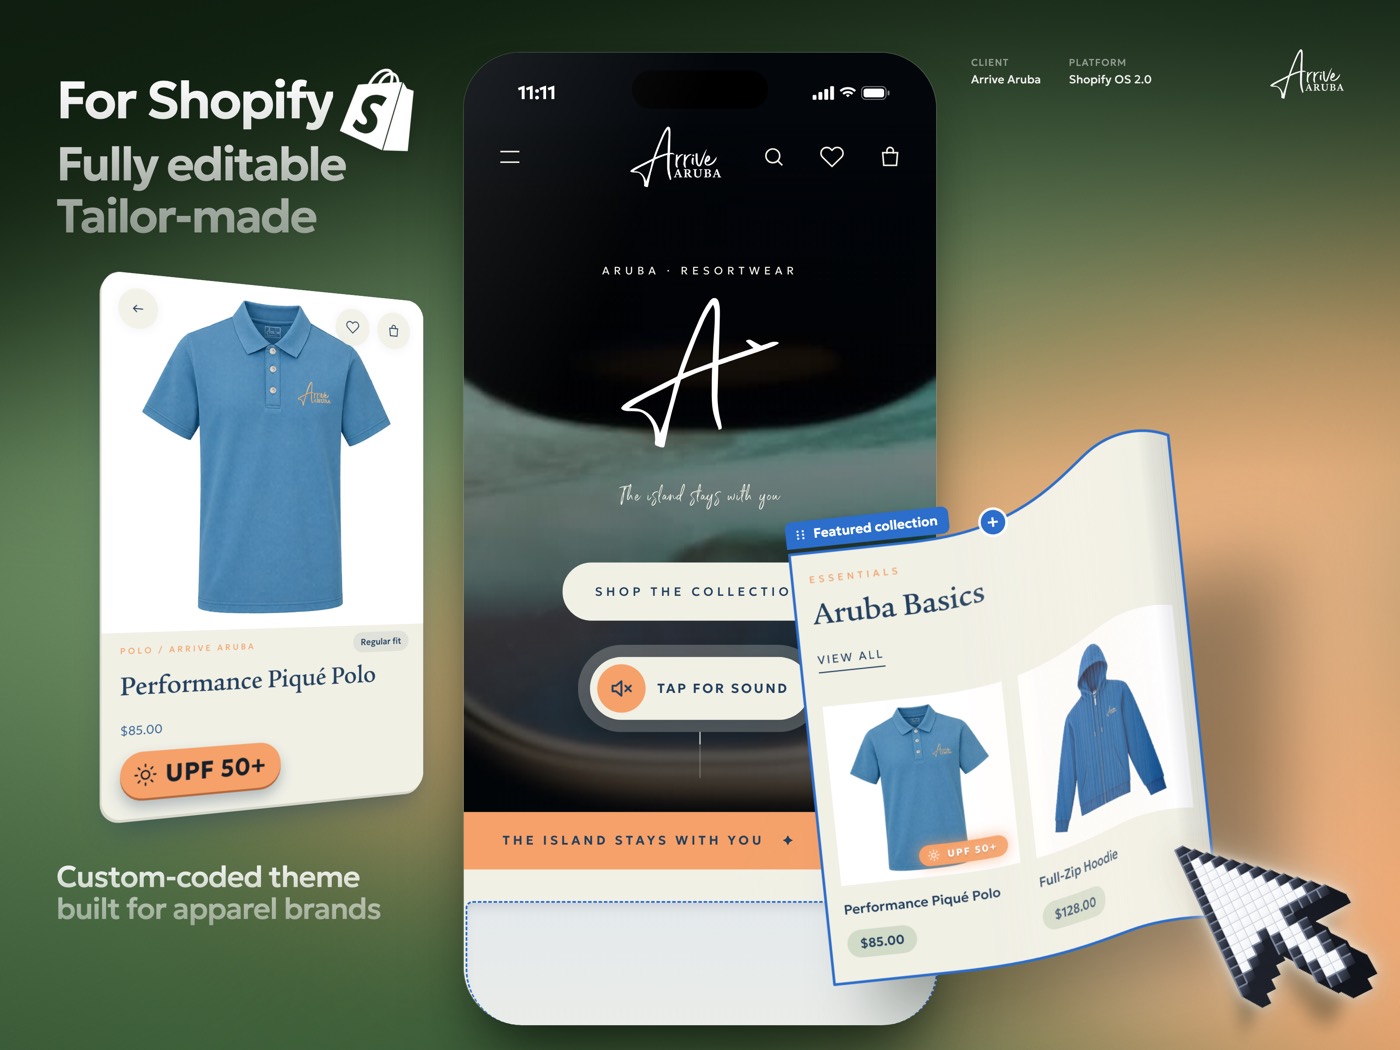 For Shopify
Fully editable
Tailor-made
CLIENT
Arrive Aruba
PLATFORM
Shopify OS 2.0
Arrive
ARUBA
11:11
Arrive
ARUBA
ARUBA · RESORTWEAR
The island stays with you
SHOP THE COLLECTIO
TAP FOR SOUND
THE ISLAND STAYS WITH YOU
Arrive
POLO / ARRIVE ARUBA
Regular fit
Performance Piqué Polo
$85.00
UPF 50+
Custom-coded theme
built for apparel brands
Featured collection
ESSENTIALS
Aruba Basics
VIEW ALL
UPF 50+
Performance Piqué Polo
$85.00
Full-Zip Hoodie
$128.00